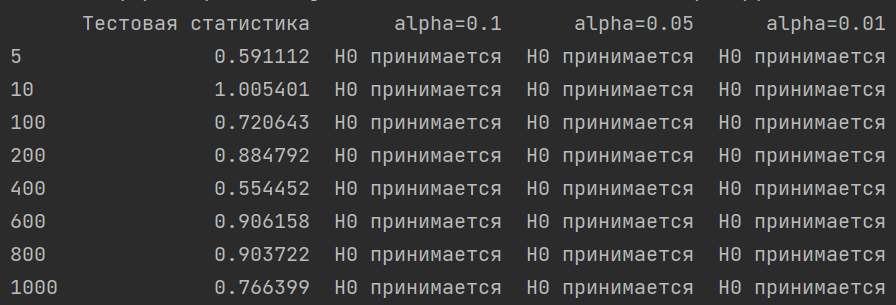 Тестовая статистика alpha=0.1 alpha=0.05 alpha=0.01
5 0.591112 H0 принимается H0 принимается H0 принимается
10 1.005401 H0 принимается H0 принимается H0 принимается
100 0.720643 H0 принимается H0 принимается H0 принимается
200 0.884792 H0 принимается H0 принимается H0 принимается
400 0.554452 H0 принимается H0 принимается H0 принимается
600 0.906158 H0 принимается H0 принимается H0 принимается
800 0.903722 H0 принимается H0 принимается H0 принимается
1000 0.766399 H0 принимается H0 принимается H0 принимается